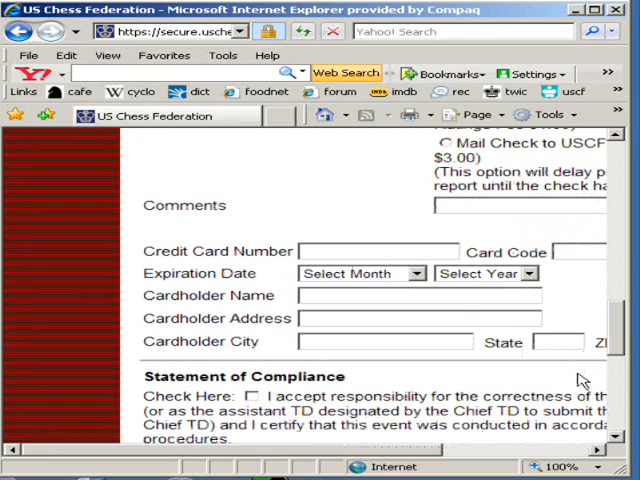 US Chess Federation - Microsoft Internet Explorer provided by Compaq
https://secure.usche
Yahoo! Search
File Edit View Favorites Tools Help
Y! Web Search Bookmarks Settings »
Links cafe cyclo dict foodnet forum imdb rec twic uscf »
US Chess Federation Page Tools »
Mail Check to USCF
$3.00)
(This option will delay p
report until the check ha
Comments
Credit Card Number Card Code
Expiration Date Select Month Select Year
Cardholder Name
Cardholder Address
Cardholder City State
Statement of Compliance
Check Here: I accept responsibility for the correctness of th
(or as the assistant TD designated by the Chief TD to submit th
Chief TD) and I certify that this event was conducted in accorda
procedures.
Internet 100%